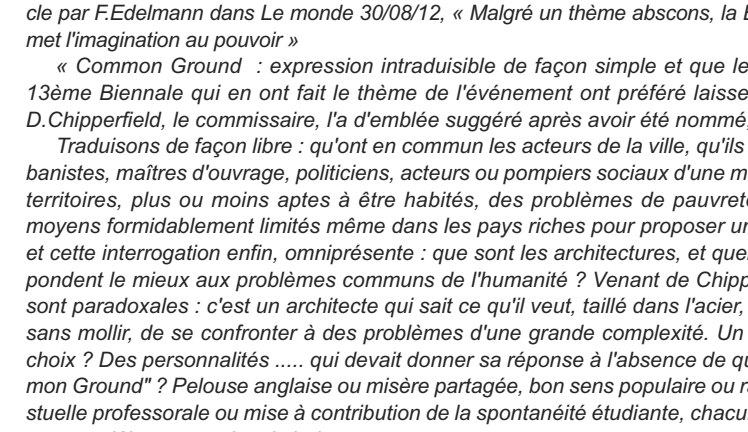 cle par F.Edelmann dans Le monde 30/08/12, « Malgré un thème abscons, la
met l'imagination au pouvoir »
« Common Ground : expression intraduisible de façon simple et que le
13ème Biennale qui en ont fait le thème de l'événement ont préféré laisse
D.Chipperfield, le commissaire, l'a d'emblée suggéré après avoir été nommé,
Traduisons de façon libre : qu'ont en commun les acteurs de la ville, qu'ils
banistes, maîtres d'ouvrage, politiciens, acteurs ou pompiers sociaux d'une m
territoires, plus ou moins aptes à être habités, des problèmes de pauvreté
moyens formidablement limités même dans les pays riches pour proposer un
et cette interrogation enfin, omniprésente : que sont les architectures, et que
pondent le mieux aux problèmes communs de l'humanité ? Venant de Chipp
sont paradoxales : c'est un architecte qui sait ce qu'il veut, taillé dans l'acier,
sans mollir, de se confronter à des problèmes d'une grande complexité. Un
choix ? Des personnalités ..... qui devait donner sa réponse à l'absence de qu
mon Ground" ? Pelouse anglaise ou misère partagée, bon sens populaire ou ra
stuelle professorale ou mise à contribution de la spontanéité étudiante, chacu